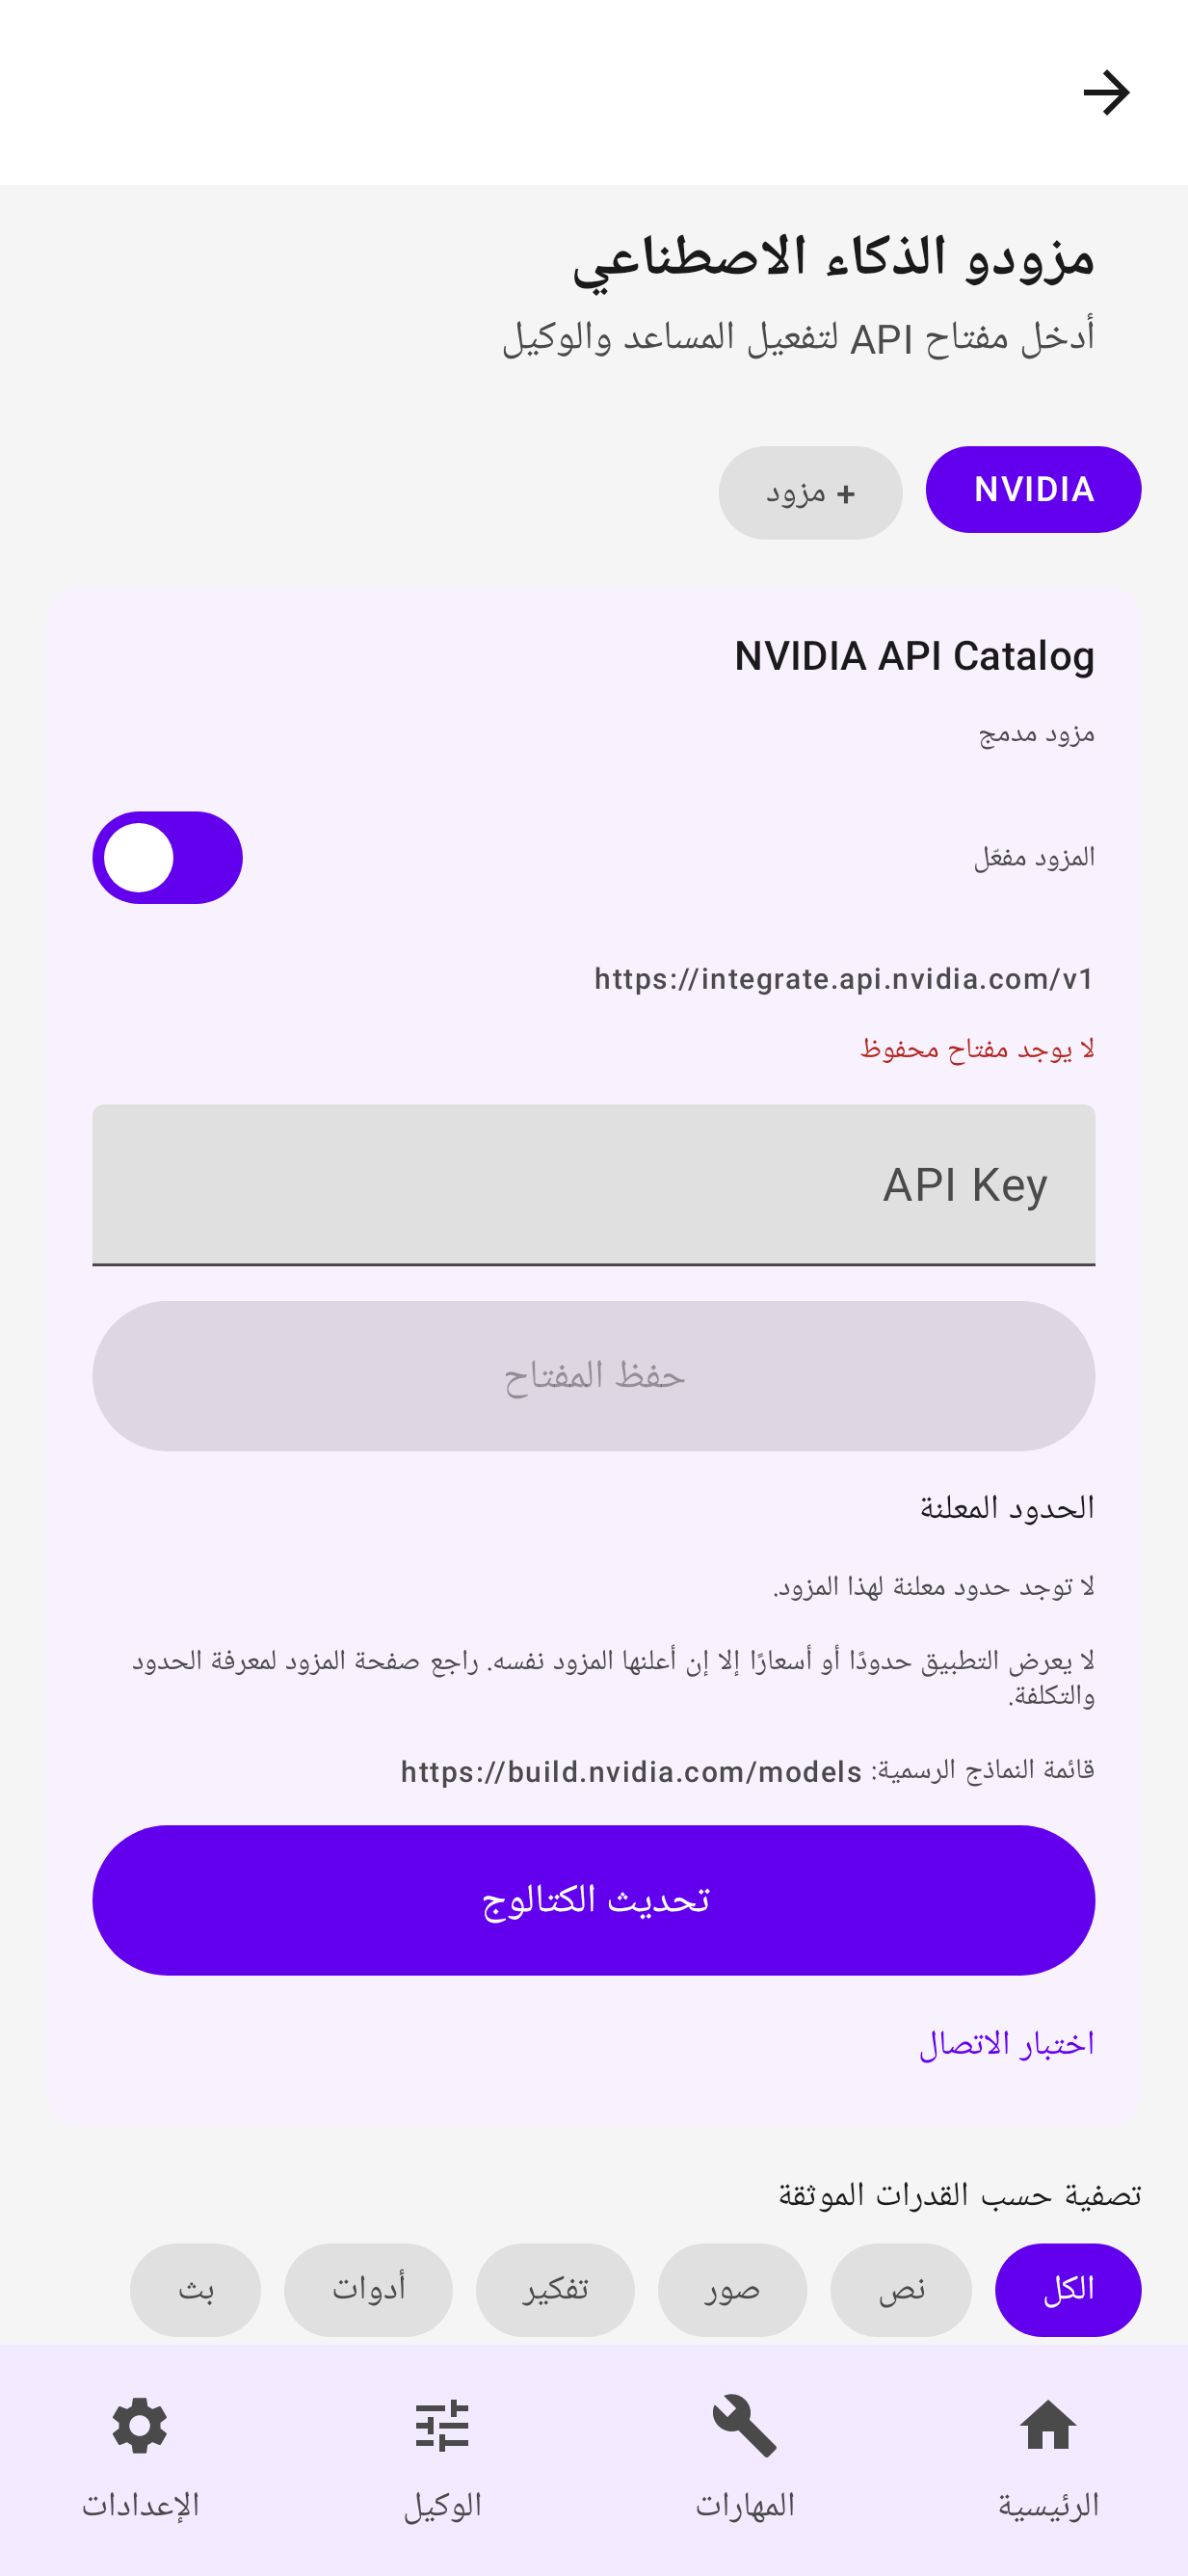 مزودو الذكاء الاصطناعي
أدخل مفتاح API لتفعيل المساعد والوكيل
NVIDIA
+ مزود
NVIDIA API Catalog
مزود مدمج
المزود مفعّل
https://integrate.api.nvidia.com/v1
لا يوجد مفتاح محفوظ
API Key
حفظ المفتاح
الحدود المعلنة
لا توجد حدود معلنة لهذا المزود.
لا يعرض التطبيق حدودًا أو أسعارًا إلا إن أعلنها المزود نفسه. راجع صفحة المزود لمعرفة الحدود
والتكلفة.
قائمة النماذج الرسمية: https://build.nvidia.com/models
تحديث الكتالوج
اختبار الاتصال
تصفية حسب القدرات الموثقة
الكل
نص
صور
تفكير
أدوات
بث
الرئيسية
المهارات
الوكيل
الإعدادات